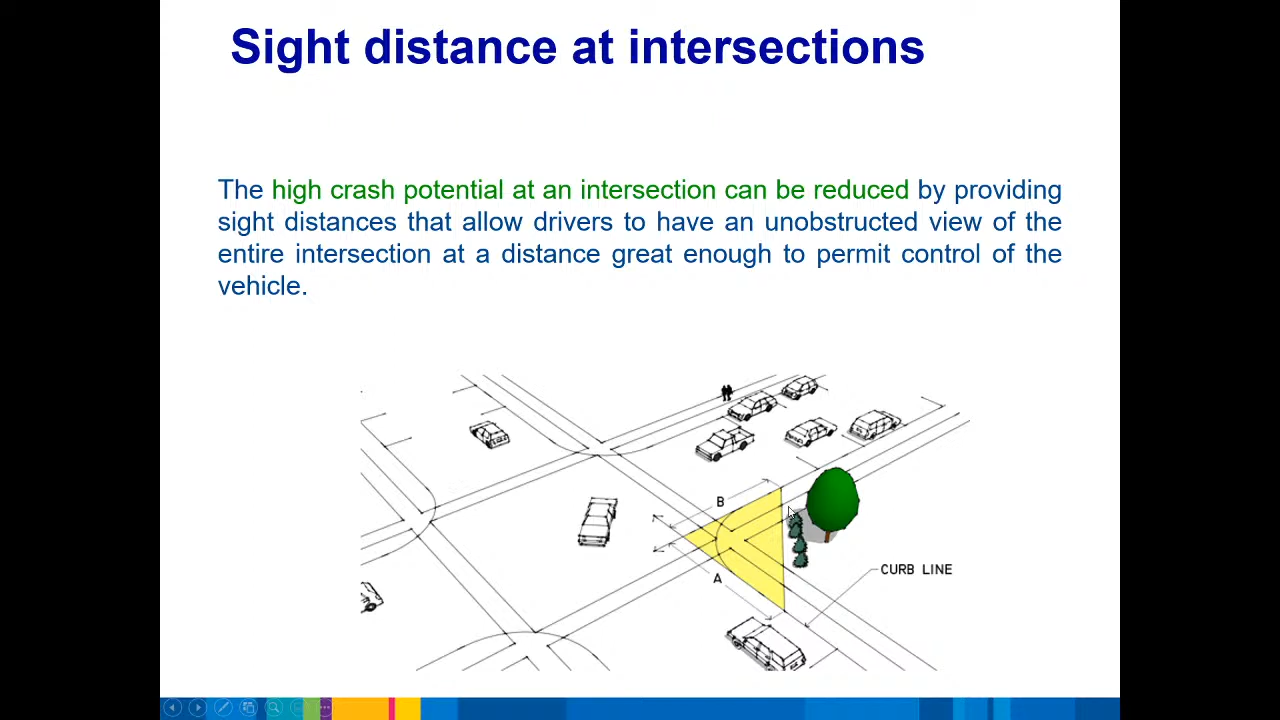 Sight distance at intersections
The high crash potential at an intersection can be reduced by providing
sight distances that allow drivers to have an unobstructed view of the
entire intersection at a distance great enough to permit control of the
vehicle.
B
A
CURB LINE